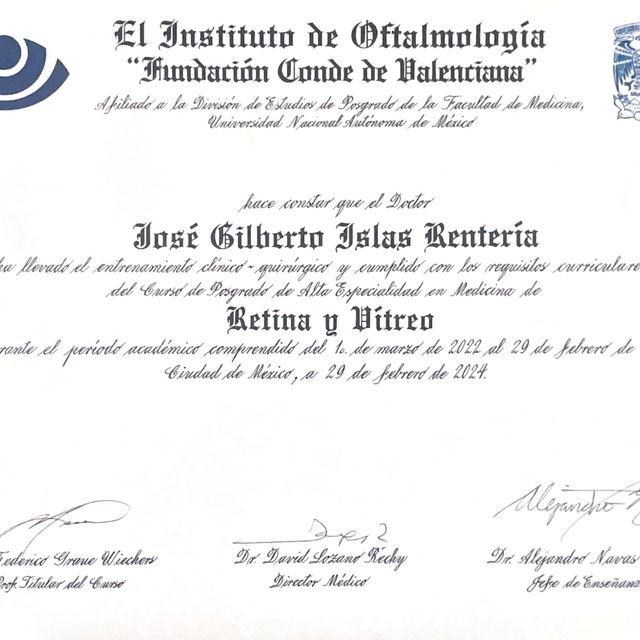 El Instituto de Oftalmología
"Fundación Conde de Valenciana"
Afiliado a la División de Estudios de Posgrado de la Facultad de Medicina,
Universidad Nacional Autónoma de México
hace constar que el Doctor
José Gilberto Islas Rentería
ha llevado el entrenamiento clínico-quirúrgico y cumplido con los requisitos curriculare
del Curso de Posgrado de Alta Especialidad en Medicina de
Retina y Vítreo
rante el período académico comprendido del 1o. de marzo de 2022 al 29 de febrero de
Ciudad de México, a 29 de febrero de 2024.
Federico Graue Wiechers
Dr. David Lozano Rechy
Dr. Alejandro Navas
Prof. Titular del Curso
Director Médico
Jefe de Enseñanz